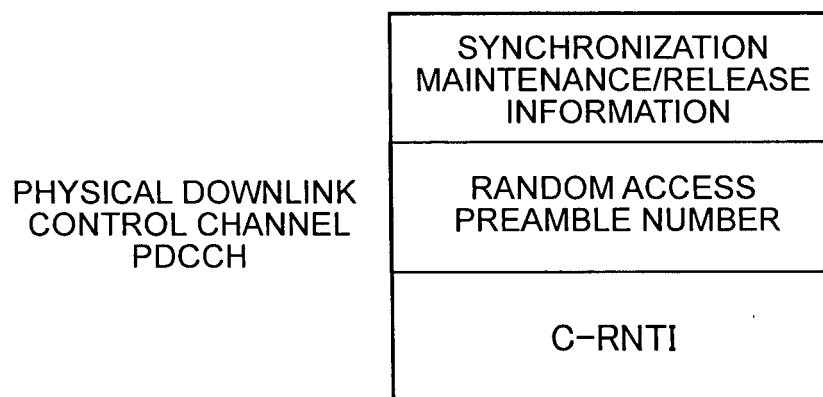 SYNCHRONIZATION
MAINTENANCE/RELEASE
INFORMATION
PHYSICAL DOWNLINK
CONTROL CHANNEL
PDCCH
RANDOM ACCESS
PREAMBLE NUMBER
C-RNTI